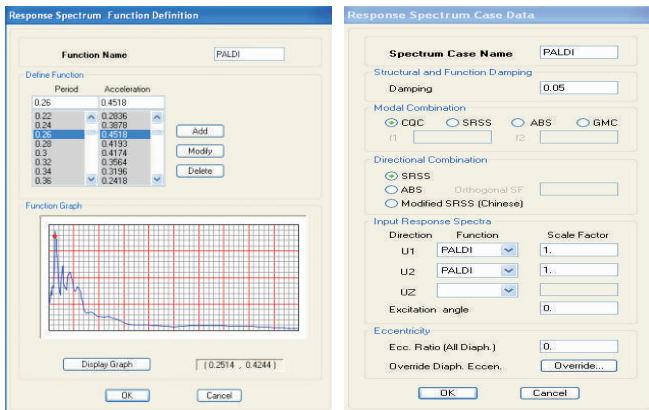 Response Spectrum Function Definition
Function Name PALDI
Define Function
Period Acceleration
0.26 0.4518
0.22 0.2836
0.24 0.3878
0.26 0.4518
0.28 0.4193
0.3 0.4174
0.32 0.3564
0.34 0.3196
0.36 0.2418
Add
Modify
Delete
Function Graph
Display Graph (0.2514 , 0.4244)
OK Cancel
Response Spectrum Case Data
Spectrum Case Name PALDI
Structural and Function Damping
Damping 0.05
Modal Combination
CQC SRSS ABS GMC
f1 f2
Directional Combination
SRSS
ABS Orthogonal SF
Modified SRSS (Chinese)
Input Response Spectra
Direction Function Scale Factor
U1 PALDI 1.
U2 PALDI 1.
UZ
Excitation angle 0.
Eccentricity
Ecc. Ratio (All Diaph.) 0.
Override Diaph. Eccen. Override...
OK Cancel